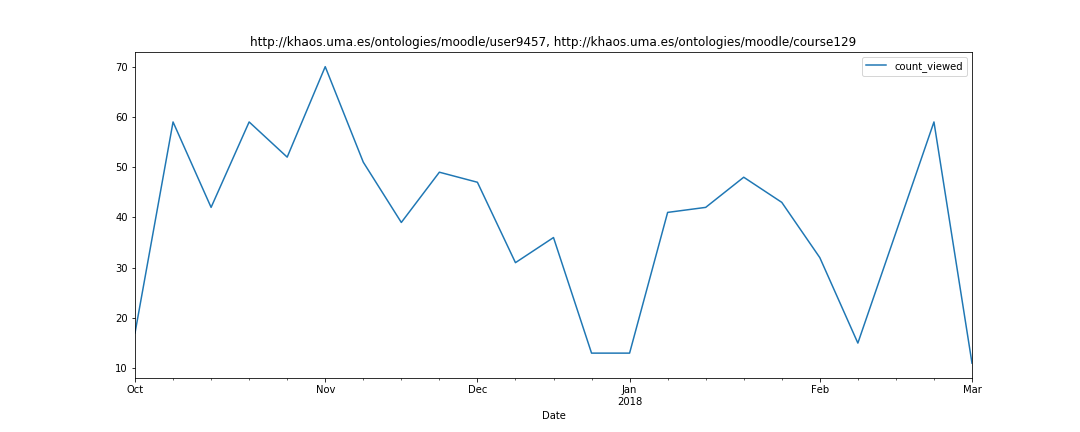 http://khaos.uma.es/ontologies/moodle/user9457, http://khaos.uma.es/ontologies/moodle/course129
count_viewed
70
60
50
40
30
20
10
Oct Nov Dec Jan Feb Mar
2018
Date